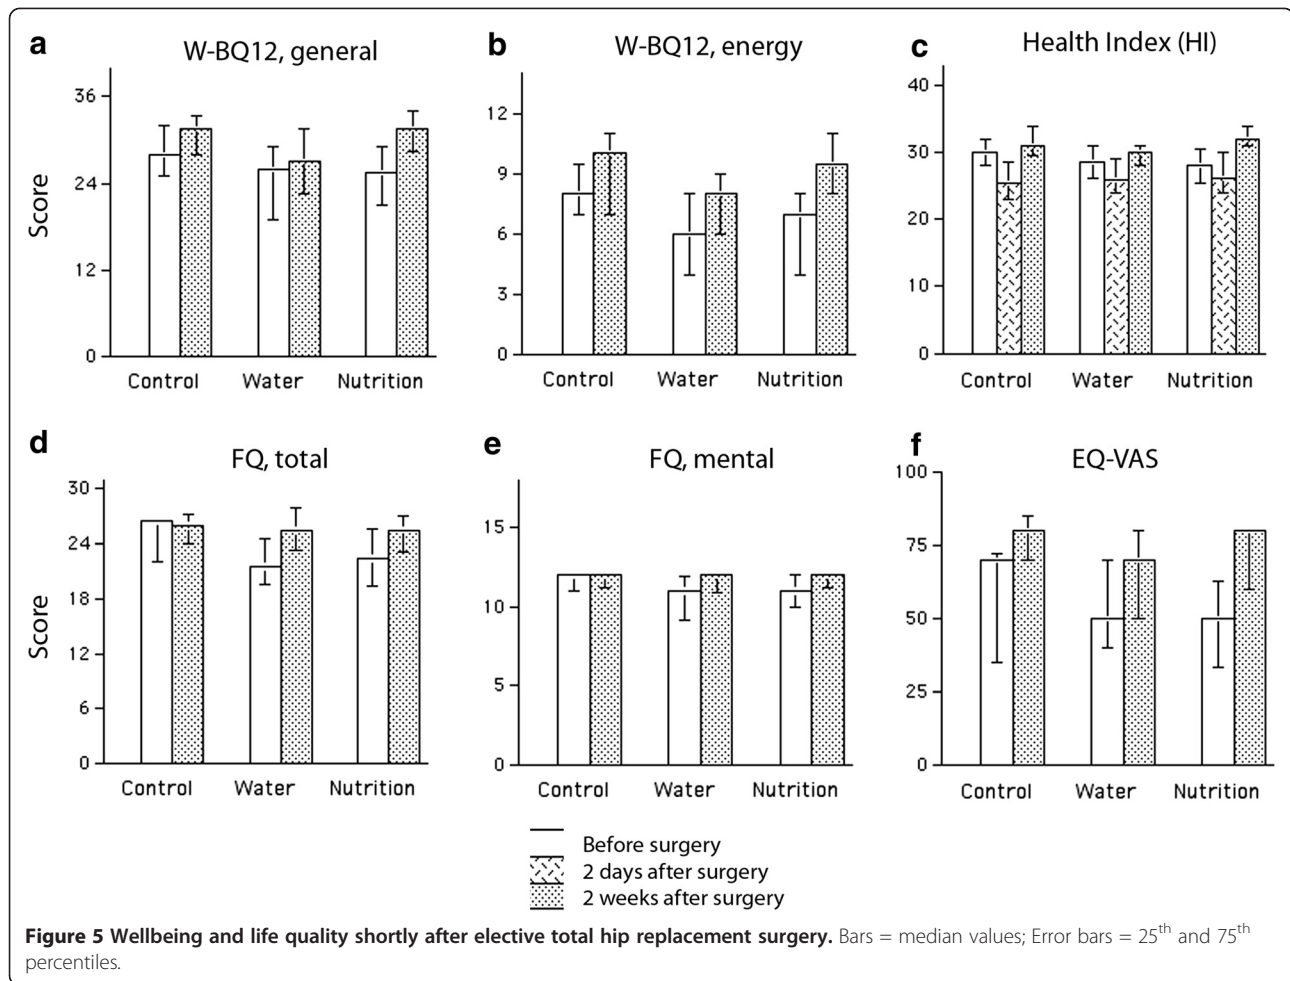 a
W-BQ12, general
Score
36
24
12
0
Control Water Nutrition
b
W-BQ12, energy
12
9
6
3
0
Control Water Nutrition
c
Health Index (HI)
40
30
20
10
0
Control Water Nutrition
d
FQ, total
Score
30
24
18
12
6
0
Control Water Nutrition
e
FQ, mental
15
10
5
0
Control Water Nutrition
f
EQ-VAS
100
75
50
25
0
Control Water Nutrition
Before surgery
2 days after surgery
2 weeks after surgery
Figure 5 Wellbeing and life quality shortly after elective total hip replacement surgery. Bars = median values; Error bars = 25th and 75th
percentiles.